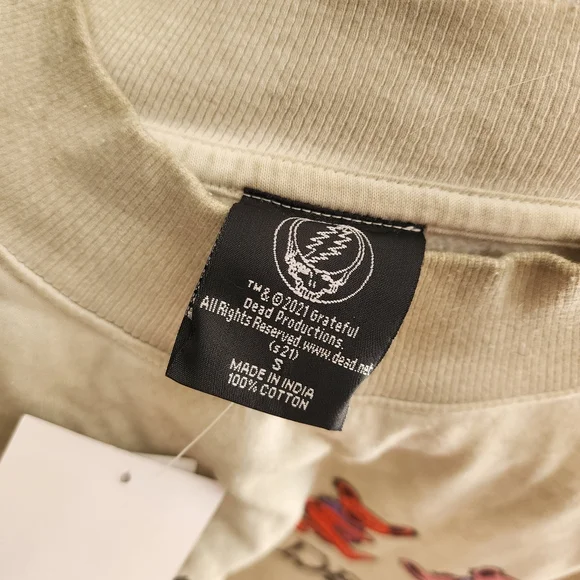 ™ & © 2021 Grateful
Dead Productions.
All Rights Reserved. www.dead.net
(s21)
S
MADE IN INDIA
100% COTTON